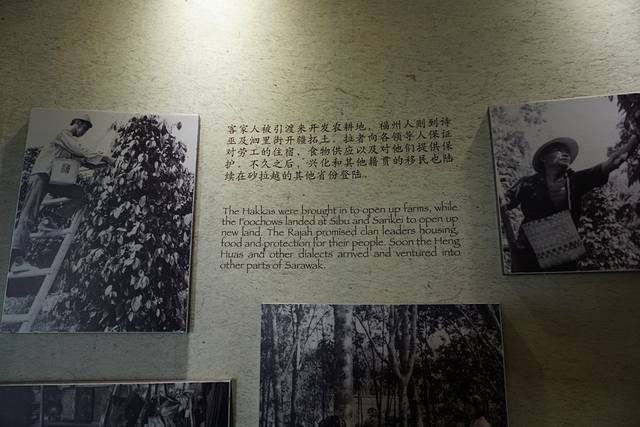 客家人被引渡来开发农耕地，福州人则到诗
巫及泗里街开疆拓土。拉者向各领导人保证
对劳工的住宿，食物供应以及对他们提供保
护。不久之后，兴化和其他籍贯的移民也陆
续在砂拉越的其他省份登陆。
The Hakkas were brought in to open up farms, while
the Foochows landed at Sibu and Sarikei to open up
new land. The Rajah promised clan leaders housing,
food and protection for their people. Soon the Heng
Huas and other dialects arrived and ventured into
other parts of Sarawak.